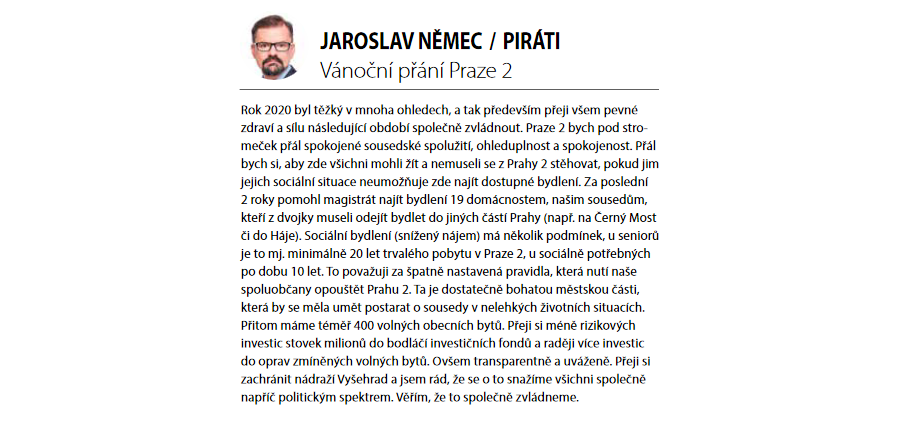 JAROSLAV NĚMEC / PIRÁTI
Vánoční přání Praze 2
Rok 2020 byl těžký v mnoha ohledech, a tak především přeji všem pevné
zdraví a sílu následující období společně zvládnout. Praze 2 bych pod stro-
meček přál spokojené sousedské spolužití, ohleduplnost a spokojenost. Přál
bych si, aby zde všichni mohli žít a nemuseli se z Prahy 2 stěhovat, pokud jim
jejich sociální situace neumožňuje zde najít dostupné bydlení. Za poslední
2 roky pomohl magistrát najít bydlení 19 domácnostem, našim sousedům,
kteří z dvojky museli odejít bydlet do jiných částí Prahy (např. na Černý Most
či do Háje). Sociální bydlení (snížený nájem) má několik podmínek, u seniorů
je to mj. minimálně 20 let trvalého pobytu v Praze 2, u sociálně potřebných
po dobu 10 let. To považuji za špatně nastavená pravidla, která nutí naše
spoluobčany opouštět Prahu 2. Ta je dostatečně bohatou městskou části,
která by se měla umět postarat o sousedy v nelehkých životních situacích.
Přitom máme téměř 400 volných obecních bytů. Přeji si méně rizikových
investic stovek milionů do bodláčí investičních fondů a raději více investic
do oprav zmíněných volných bytů. Ovšem transparentně a uváženě. Přeji si
zachránit nádraží Vyšehrad a jsem rád, že se o to snažíme všichni společně
napříč politickým spektrem. Věřím, že to společně zvládneme.